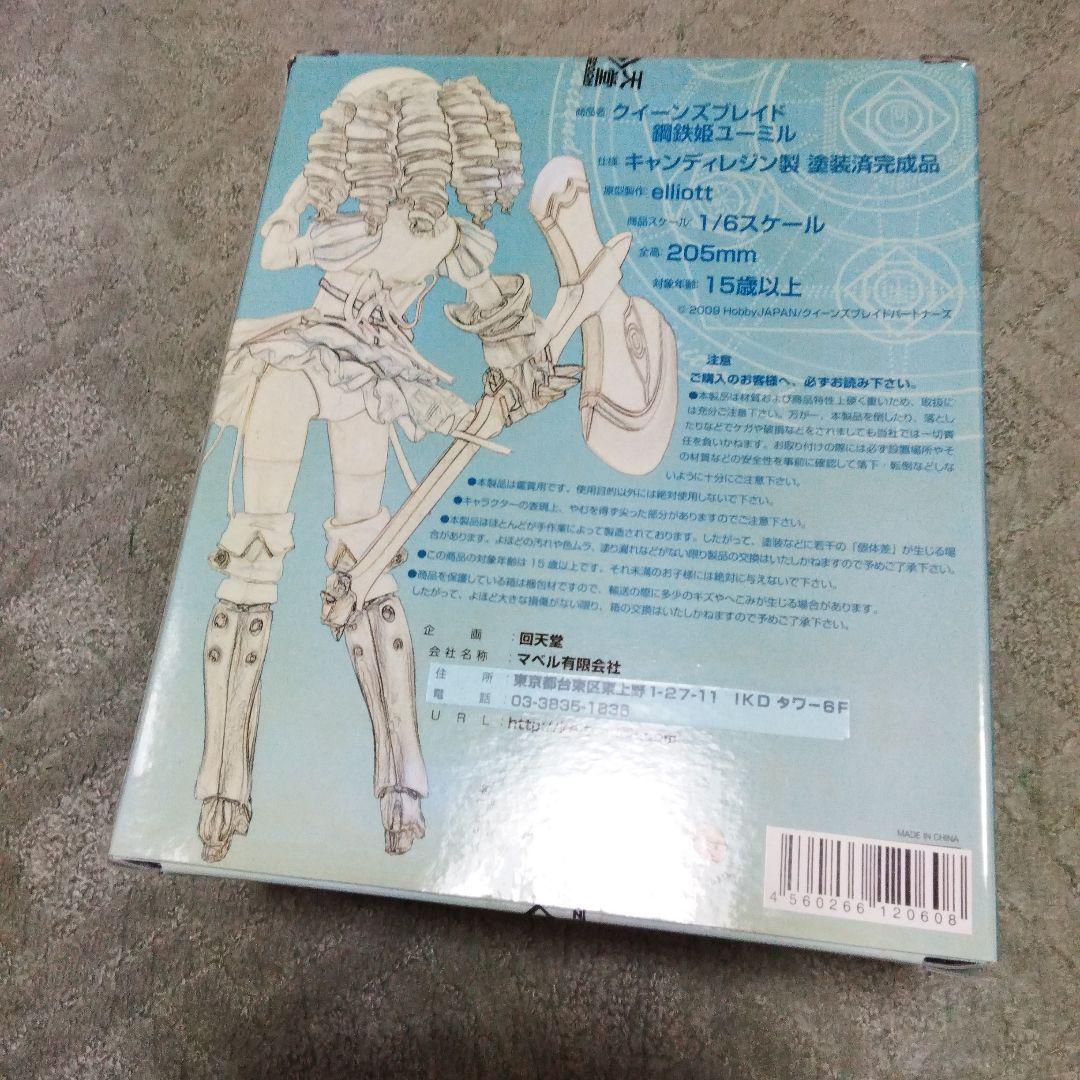 商品名: クイーンズブレイド
鋼鉄姫ユーミル
仕様: キャンディレジン製 塗装済完成品
原型製作: elliott
商品スケール: 1/6スケール
全高: 205mm
対象年齢: 15歳以上
© 2009 HobbyJAPAN/クイーンズブレイドパートナーズ
注意
ご購入のお客様へ、必ずお読み下さい。
●本製品は材質および商品特性上硬く重いため、取扱に
は充分ご注意下さい。万が一、本製品を倒したり、落とし
たりなどでケガや破損などをされましても当社では一切責
任を負いかねます。お取り付けの際には必ず設置場所やそ
の材質などの安全性を事前に確認して落下・転倒などしな
いように十分にご注意下さい。
●本製品は鑑賞用です。使用目的以外には絶対使用しないで下さい。
●キャラクターの表現上、やむを得ず尖った部分がありますのでご注意下さい。
●本製品はほとんどが手作業によって製造されております。したがって、塗装などに若干の「個体差」が生じる場
合があります。よほどの汚れや色ムラ、塗り漏れなどがない限り製品の交換はいたしかねますので予めご了承下さい。
●この商品の対象年齢は15歳以上です。それ未満のお子様には絶対に与えないで下さい。
●商品を保護している箱は梱包材ですので、輸送の際に多少のキズやへこみが生じる場合があります。
したがって、よほど大きな損傷がない限り、箱の交換はいたしかねますので予めご了承下さい。
企画:回天堂
会社名称:マベル有限会社
住所:東京都台東区東上野1-27-11 IKDタワー6F
電話:03-3835-1836
URL:http://
MADE IN CHINA
4 560266 120608